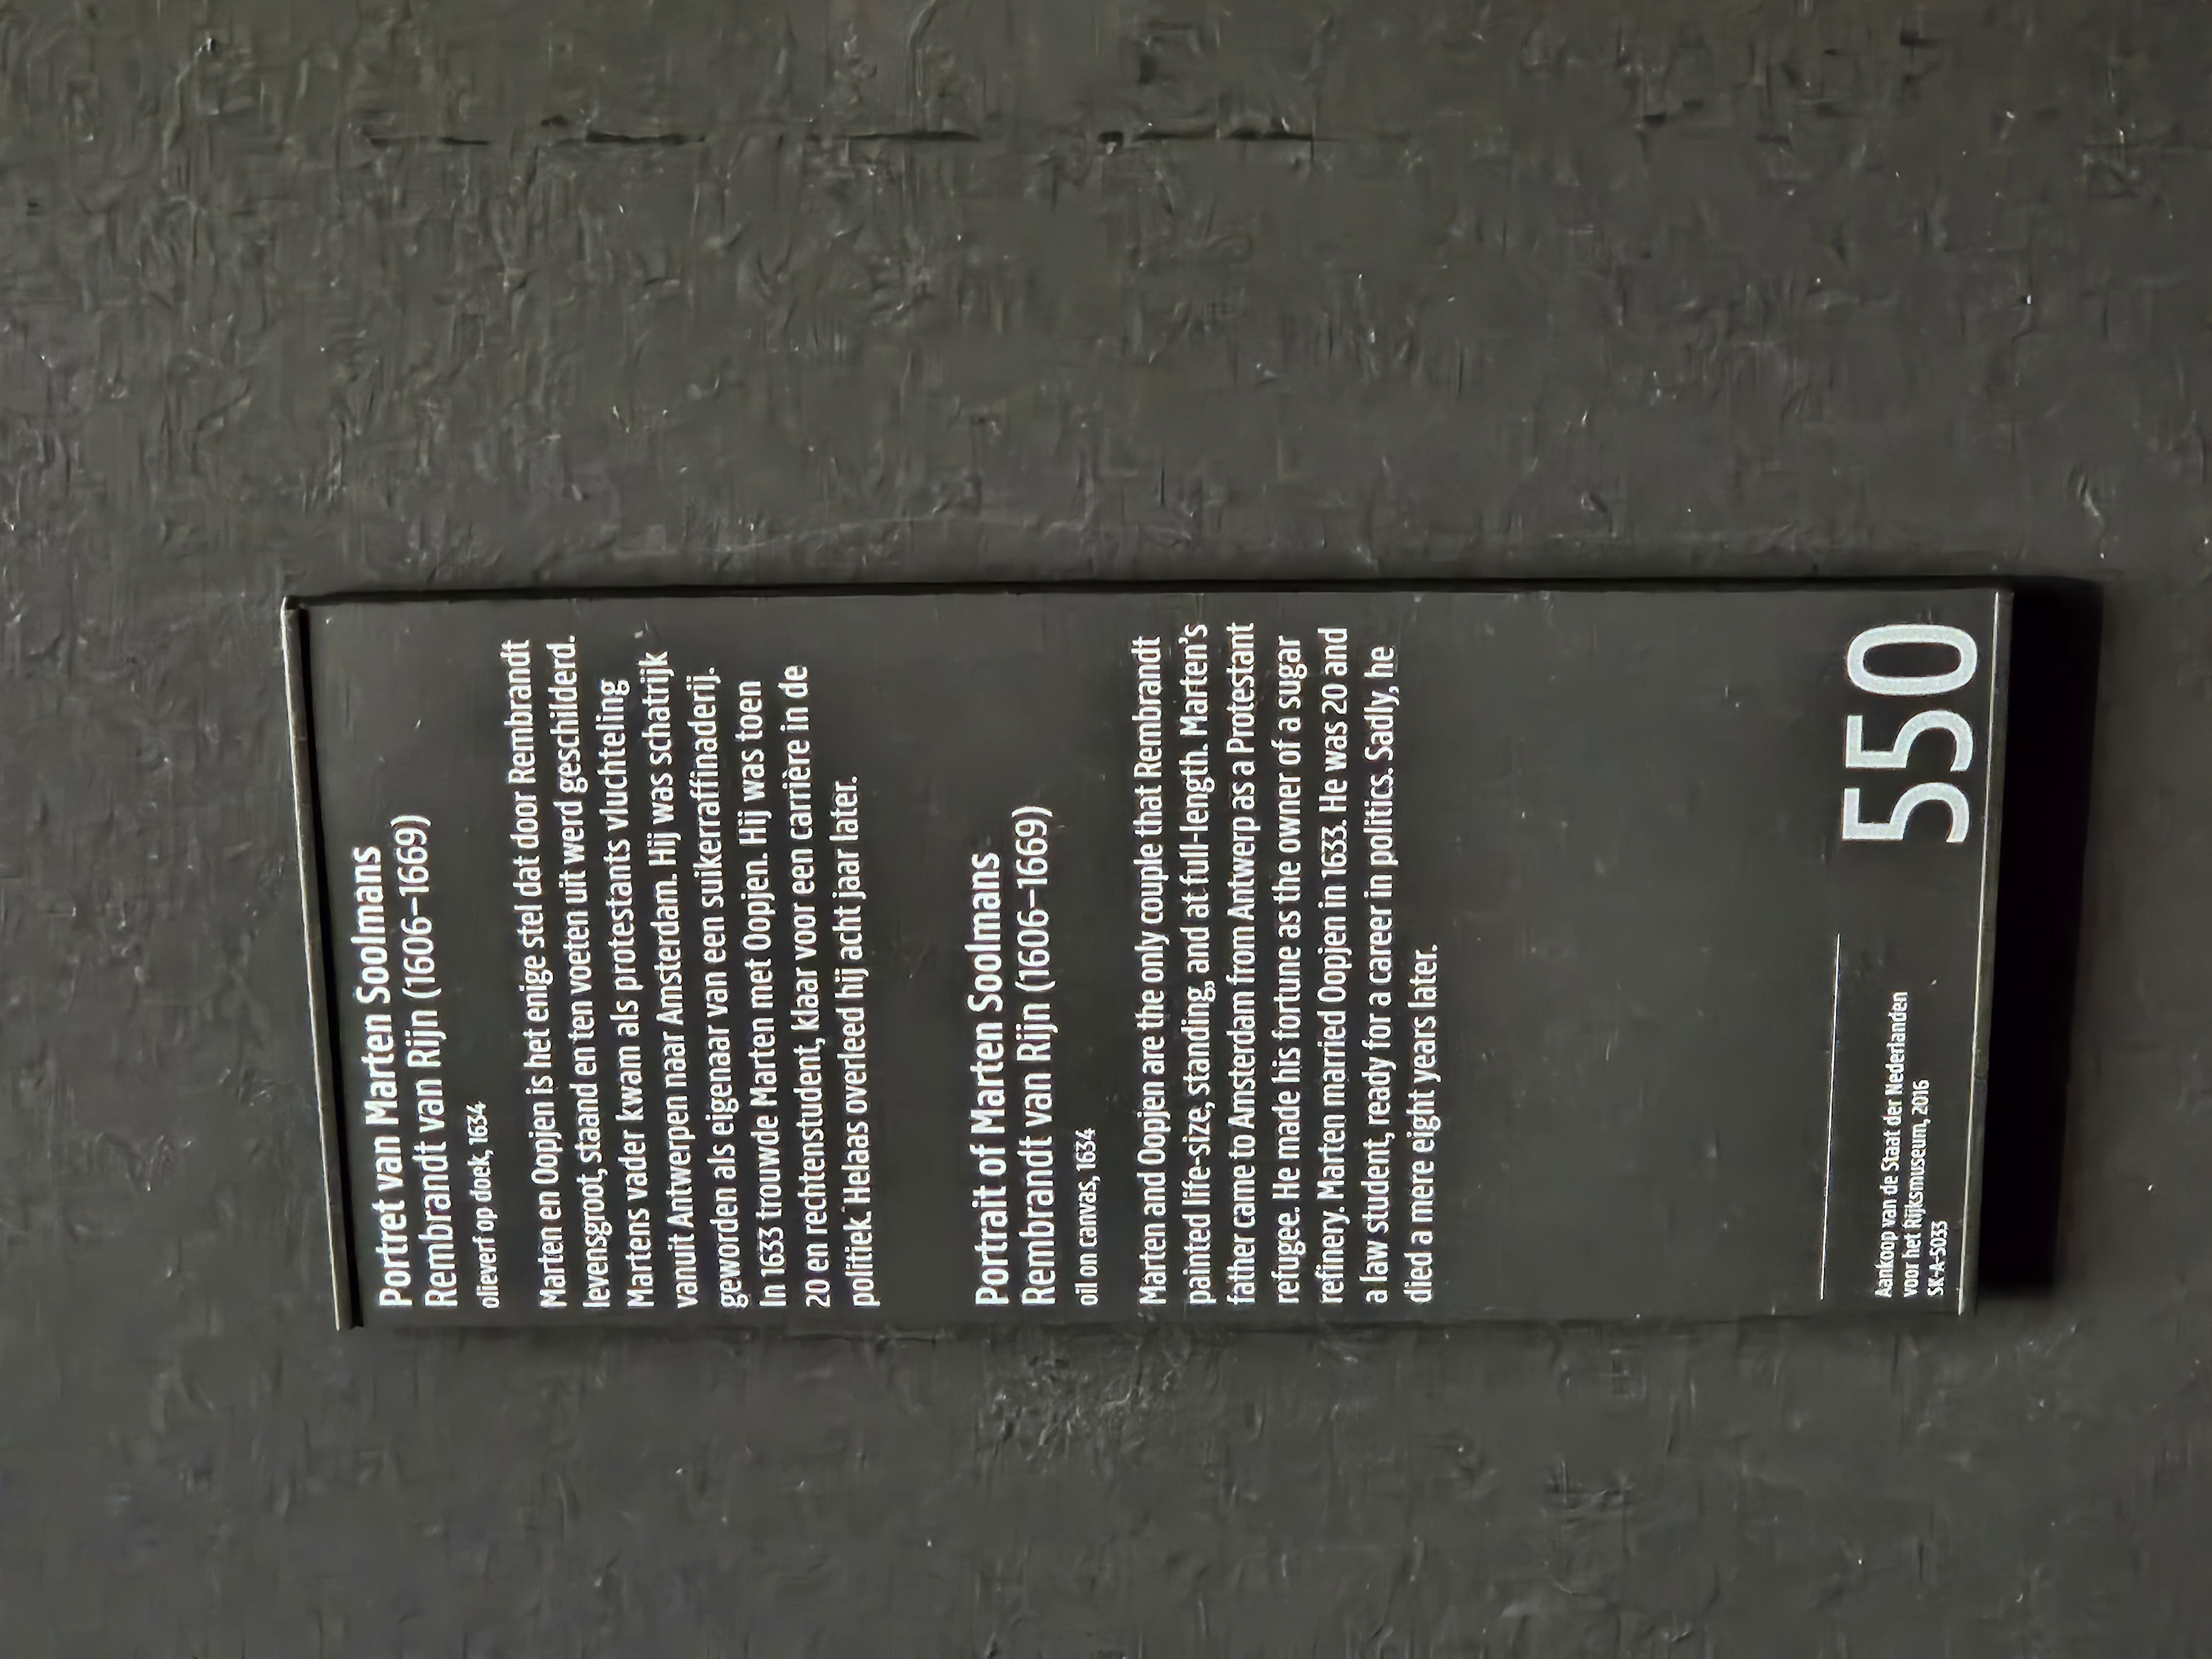 Portret van Marten Soolmans
Rembrandt van Rijn (1606–1669)
olieverf op doek, 1634
Marten en Oopjen is het enige stel dat door Rembrandt
levensgroot, staand en ten voeten uit werd geschilderd.
Martens vader kwam als protestants vluchteling
vanuit Antwerpen naar Amsterdam. Hij was schatrijk
geworden als eigenaar van een suikerraffinaderij.
In 1633 trouwde Marten met Oopjen. Hij was toen
20 en rechtenstudent, klaar voor een carrière in de
politiek. Helaas overleed hij acht jaar later.
Portrait of Marten Soolmans
Rembrandt van Rijn (1606–1669)
oil on canvas, 1634
Marten and Oopjen are the only couple that Rembrandt
painted life-size, standing, and at full-length. Marten's
father came to Amsterdam from Antwerp as a Protestant
refugee. He made his fortune as the owner of a sugar
refinery. Marten married Oopjen in 1633. He was 20 and
a law student, ready for a career in politics. Sadly, he
died a mere eight years later.
Aankoop van de Staat der Nederlanden
voor het Rijksmuseum, 2016
SK-A-5033
550